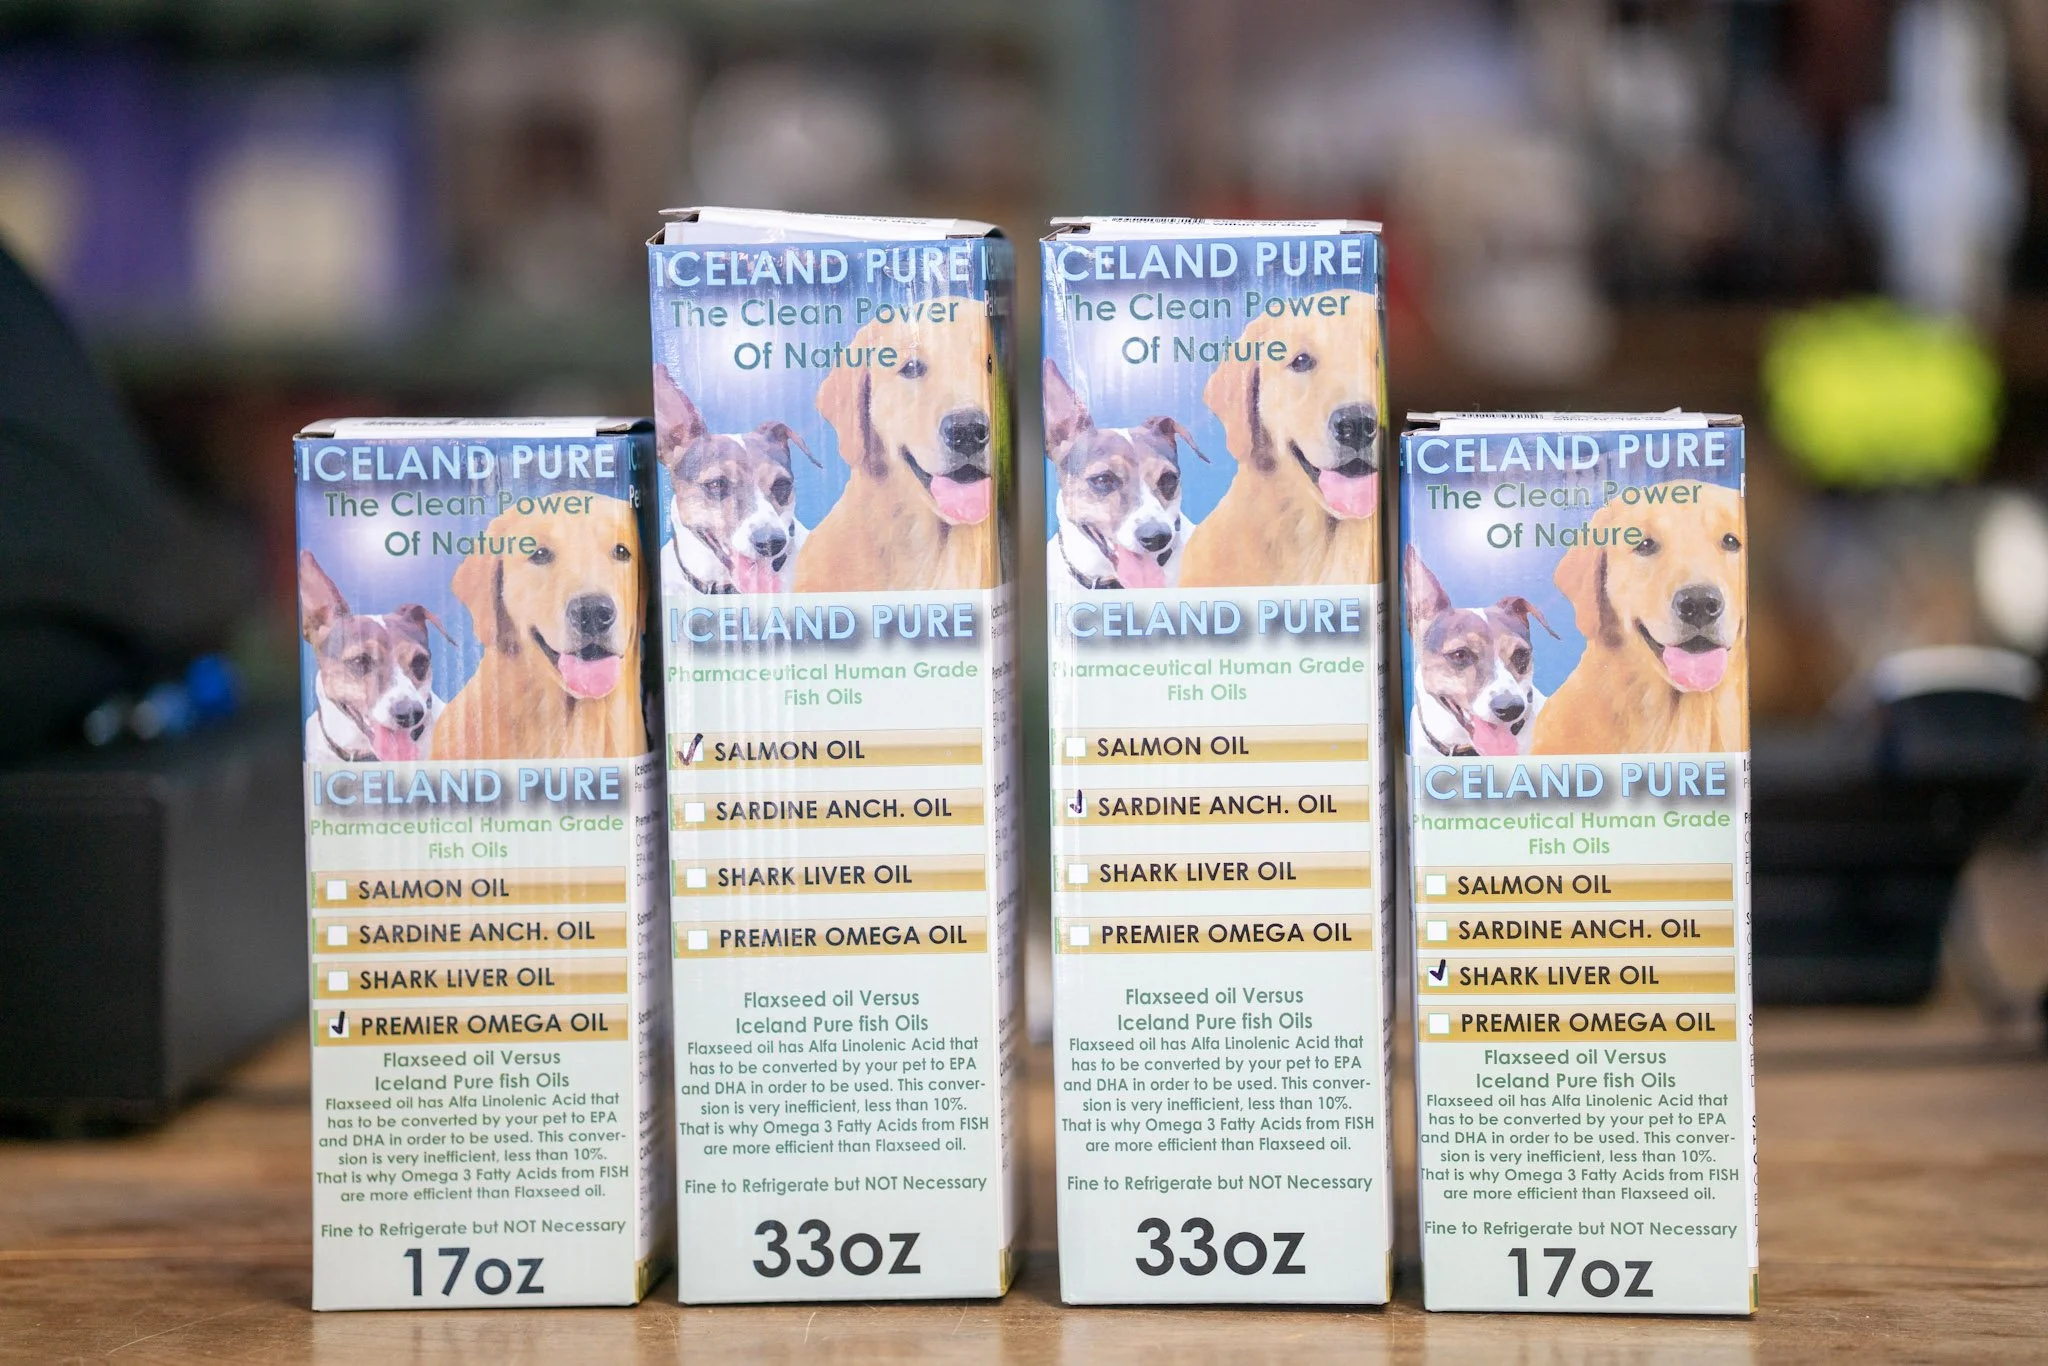 ICELAND PURE
The Clean Power
Of Nature
ICELAND PURE
Pharmaceutical Human Grade
Fish Oils
SALMON OIL
SARDINE ANCH. OIL
SHARK LIVER OIL
PREMIER OMEGA OIL
Flaxseed oil Versus
Iceland Pure fish Oils
Flaxseed oil has Alfa Linolenic Acid that
has to be converted by your pet to EPA
and DHA in order to be used. This conver-
sion is very inefficient, less than 10%.
That is why Omega 3 Fatty Acids from FISH
are more efficient than Flaxseed oil.
Fine to Refrigerate but NOT Necessary
17oz
ICELAND PURE
The Clean Power
Of Nature
ICELAND PURE
Pharmaceutical Human Grade
Fish Oils
SALMON OIL
SARDINE ANCH. OIL
SHARK LIVER OIL
PREMIER OMEGA OIL
Flaxseed oil Versus
Iceland Pure fish Oils
Flaxseed oil has Alfa Linolenic Acid that
has to be converted by your pet to EPA
and DHA in order to be used. This conver-
sion is very inefficient, less than 10%.
That is why Omega 3 Fatty Acids from FISH
are more efficient than Flaxseed oil.
Fine to Refrigerate but NOT Necessary
33oz
ICELAND PURE
The Clean Power
Of Nature
ICELAND PURE
Pharmaceutical Human Grade
Fish Oils
SALMON OIL
SARDINE ANCH. OIL
SHARK LIVER OIL
PREMIER OMEGA OIL
Flaxseed oil Versus
Iceland Pure fish Oils
Flaxseed oil has Alfa Linolenic Acid that
has to be converted by your pet to EPA
and DHA in order to be used. This conver-
sion is very inefficient, less than 10%.
That is why Omega 3 Fatty Acids from FISH
are more efficient than Flaxseed oil.
Fine to Refrigerate but NOT Necessary
33oz
ICELAND PURE
The Clean Power
Of Nature
ICELAND PURE
Pharmaceutical Human Grade
Fish Oils
SALMON OIL
SARDINE ANCH. OIL
SHARK LIVER OIL
PREMIER OMEGA OIL
Flaxseed oil Versus
Iceland Pure fish Oils
Flaxseed oil has Alfa Linolenic Acid that
has to be converted by your pet to EPA
and DHA in order to be used. This conver-
sion is very inefficient, less than 10%.
That is why Omega 3 Fatty Acids from FISH
are more efficient than Flaxseed oil.
Fine to Refrigerate but NOT Necessary
17oz